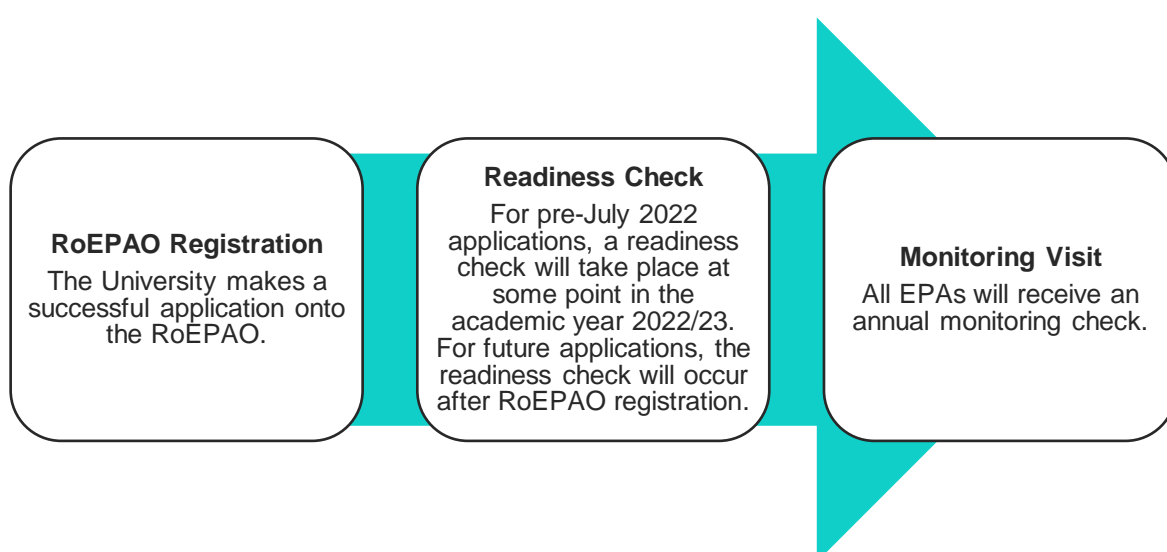 RoEPAO Registration
The University makes a
successful application onto
the RoEPAO.
Readiness Check
For pre-July 2022
applications, a readiness
check will take place at
some point in the
academic year 2022/23.
For future applications, the
readiness check will occur
after RoEPAO registration.
Monitoring Visit
All EPAs will receive an
annual monitoring check.